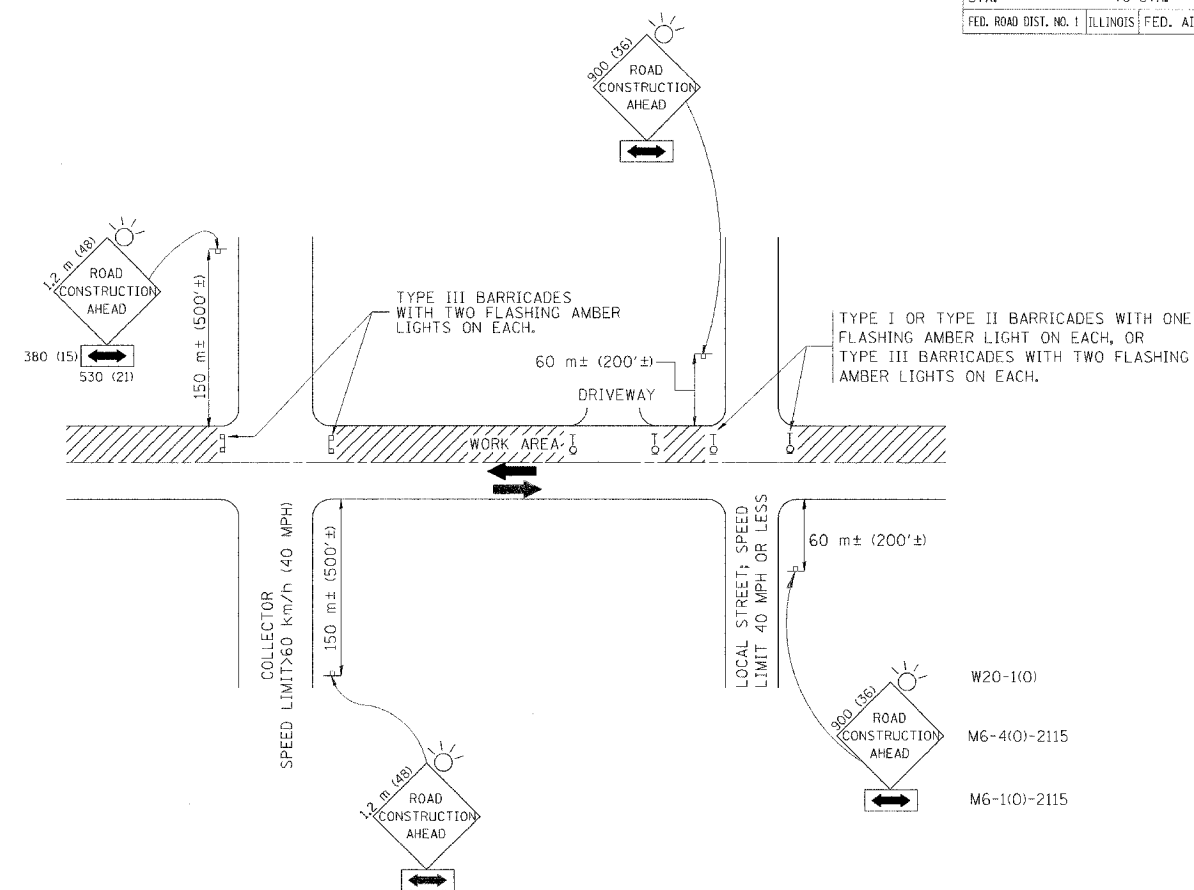 FED. ROAD DIST. NO. 1 ILLINOIS FED.
900 (36)
ROAD
CONSTRUCTION
AHEAD
1.2 m (48)
ROAD
CONSTRUCTION
AHEAD
380 (15)
530 (21)
150 m± (500'±)
TYPE III BARRICADES
WITH TWO FLASHING AMBER
LIGHTS ON EACH.
60 m± (200'±)
DRIVEWAY
TYPE I OR TYPE II BARRICADES WITH ONE
FLASHING AMBER LIGHT ON EACH, OR
TYPE III BARRICADES WITH TWO FLASHING
AMBER LIGHTS ON EACH.
WORK AREA
COLLECTOR
SPEED LIMIT>60 km/h (40 MPH)
150 m± (500'±)
LOCAL STREET; SPEED
LIMIT 40 MPH OR LESS
60 m± (200'±)
1.2 m (48)
ROAD
CONSTRUCTION
AHEAD
900 (36)
ROAD
CONSTRUCTION
AHEAD
W20-1(O)
M6-4(O)-2115
M6-1(O)-2115